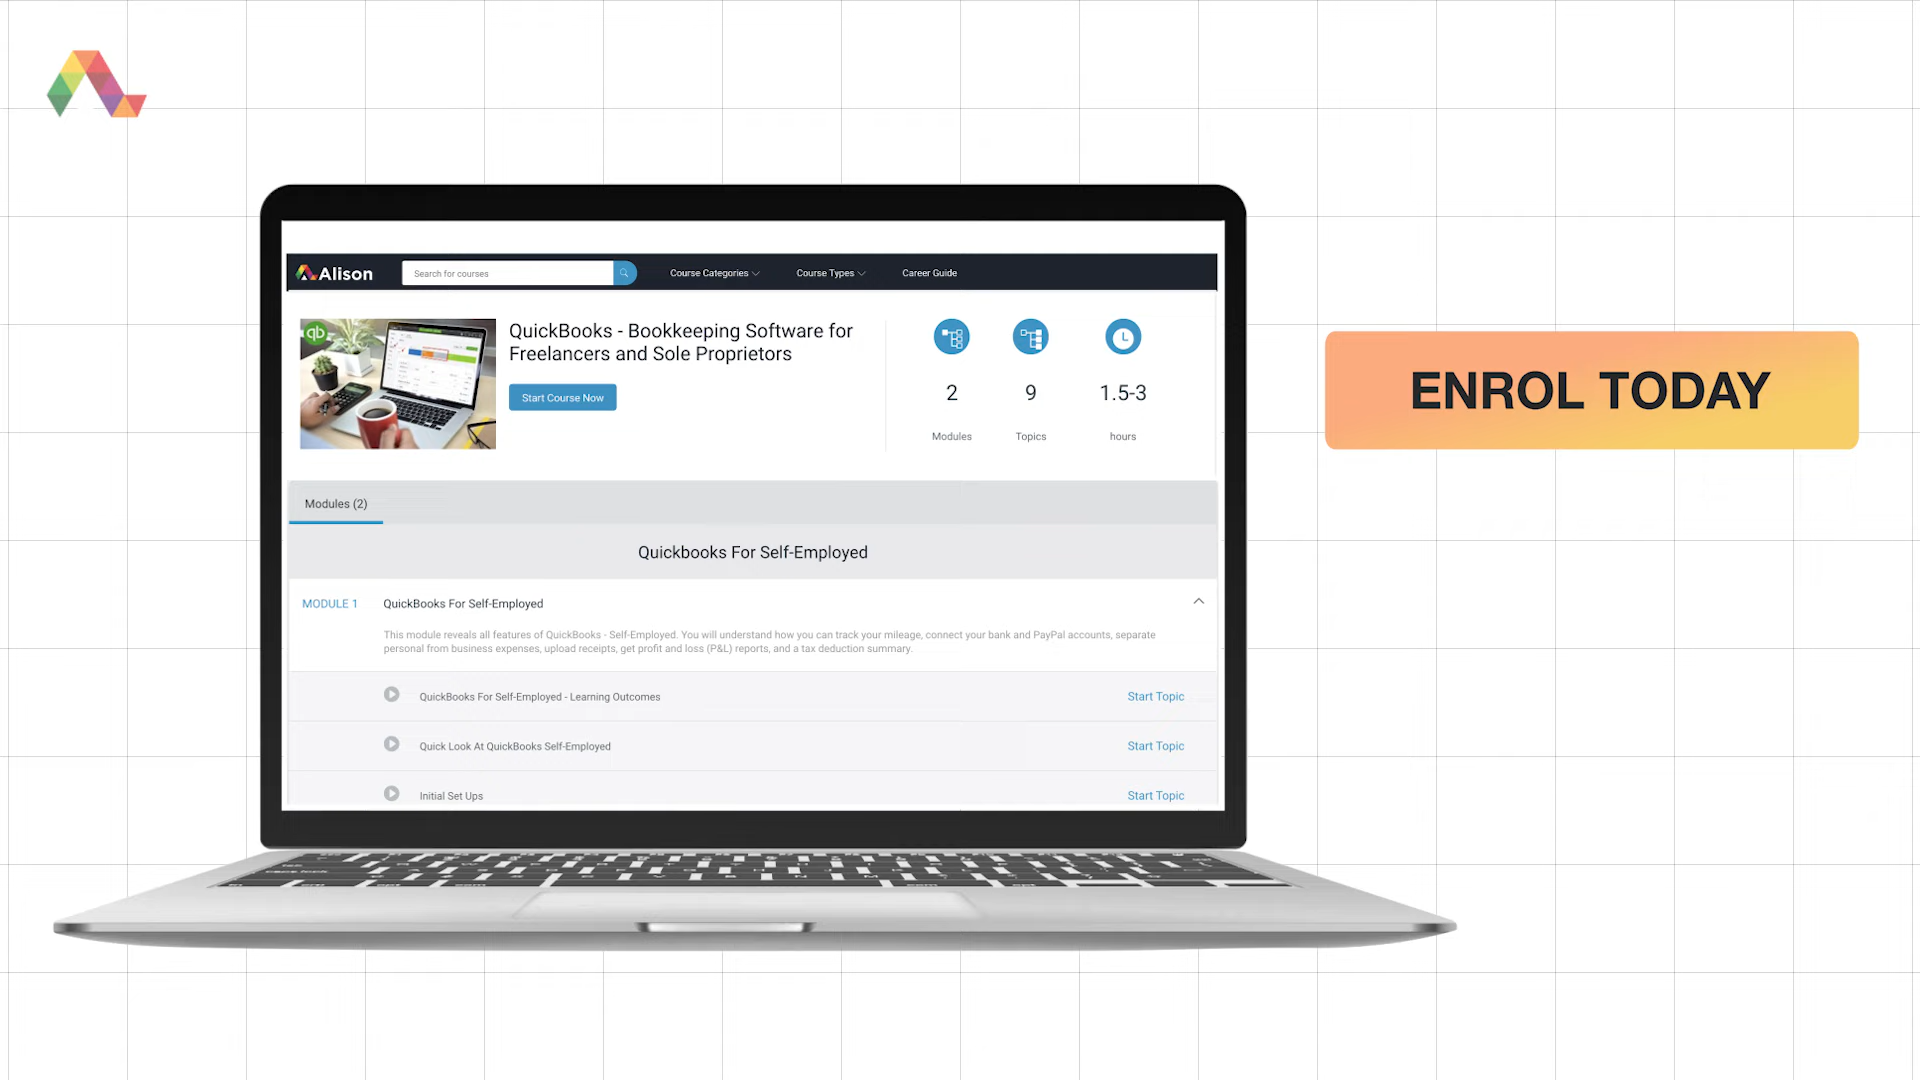 Alison
Search for courses
Course Categories
Course Types
Career Guide
qb
QuickBooks - Bookkeeping Software for
Freelancers and Sole Proprietors
Start Course Now
2
9
1.5-3
Modules
Topics
hours
ENROL TODAY
Modules (2)
Quickbooks For Self-Employed
MODULE 1
QuickBooks For Self-Employed
This module reveals all features of QuickBooks - Self-Employed. You will understand how you can track your mileage, connect your bank and PayPal accounts, separate
personal from business expenses, upload receipts, get profit and loss (P&L) reports, and a tax deduction summary.
QuickBooks For Self-Employed - Learning Outcomes
Start Topic
Quick Look At QuickBooks Self-Employed
Start Topic
Initial Set Ups
Start Topic